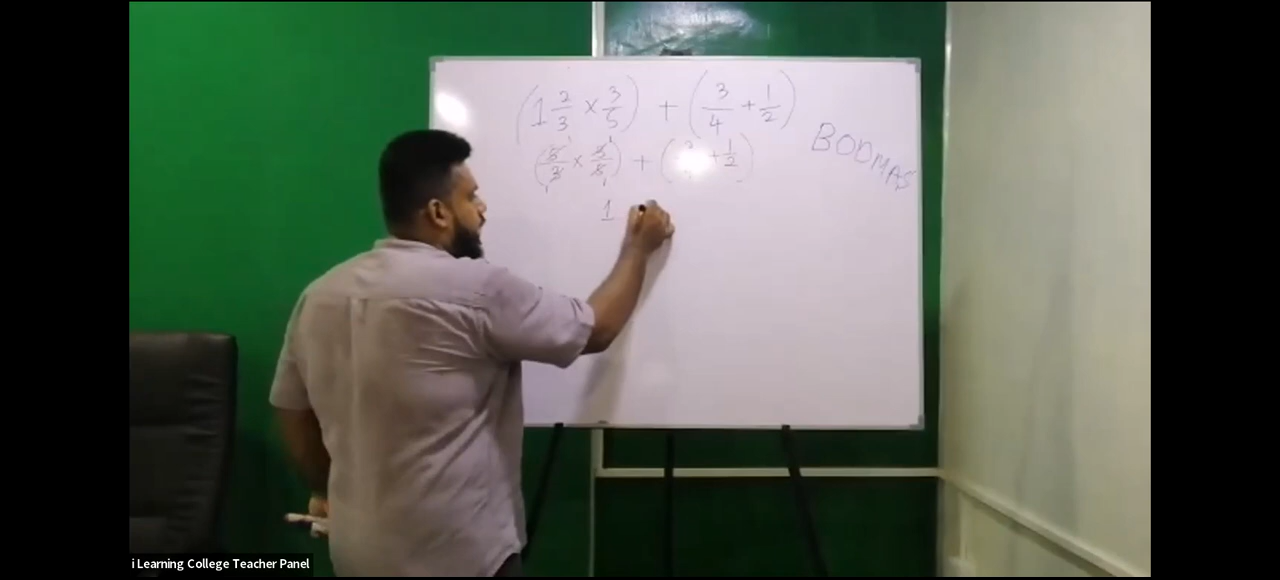 (1 2/3 × 3/5) + (3/4 + 1/2)
BODMAS
(5/3 × 3/5) + ( + 1/2)
1
i Learning College Teacher Panel